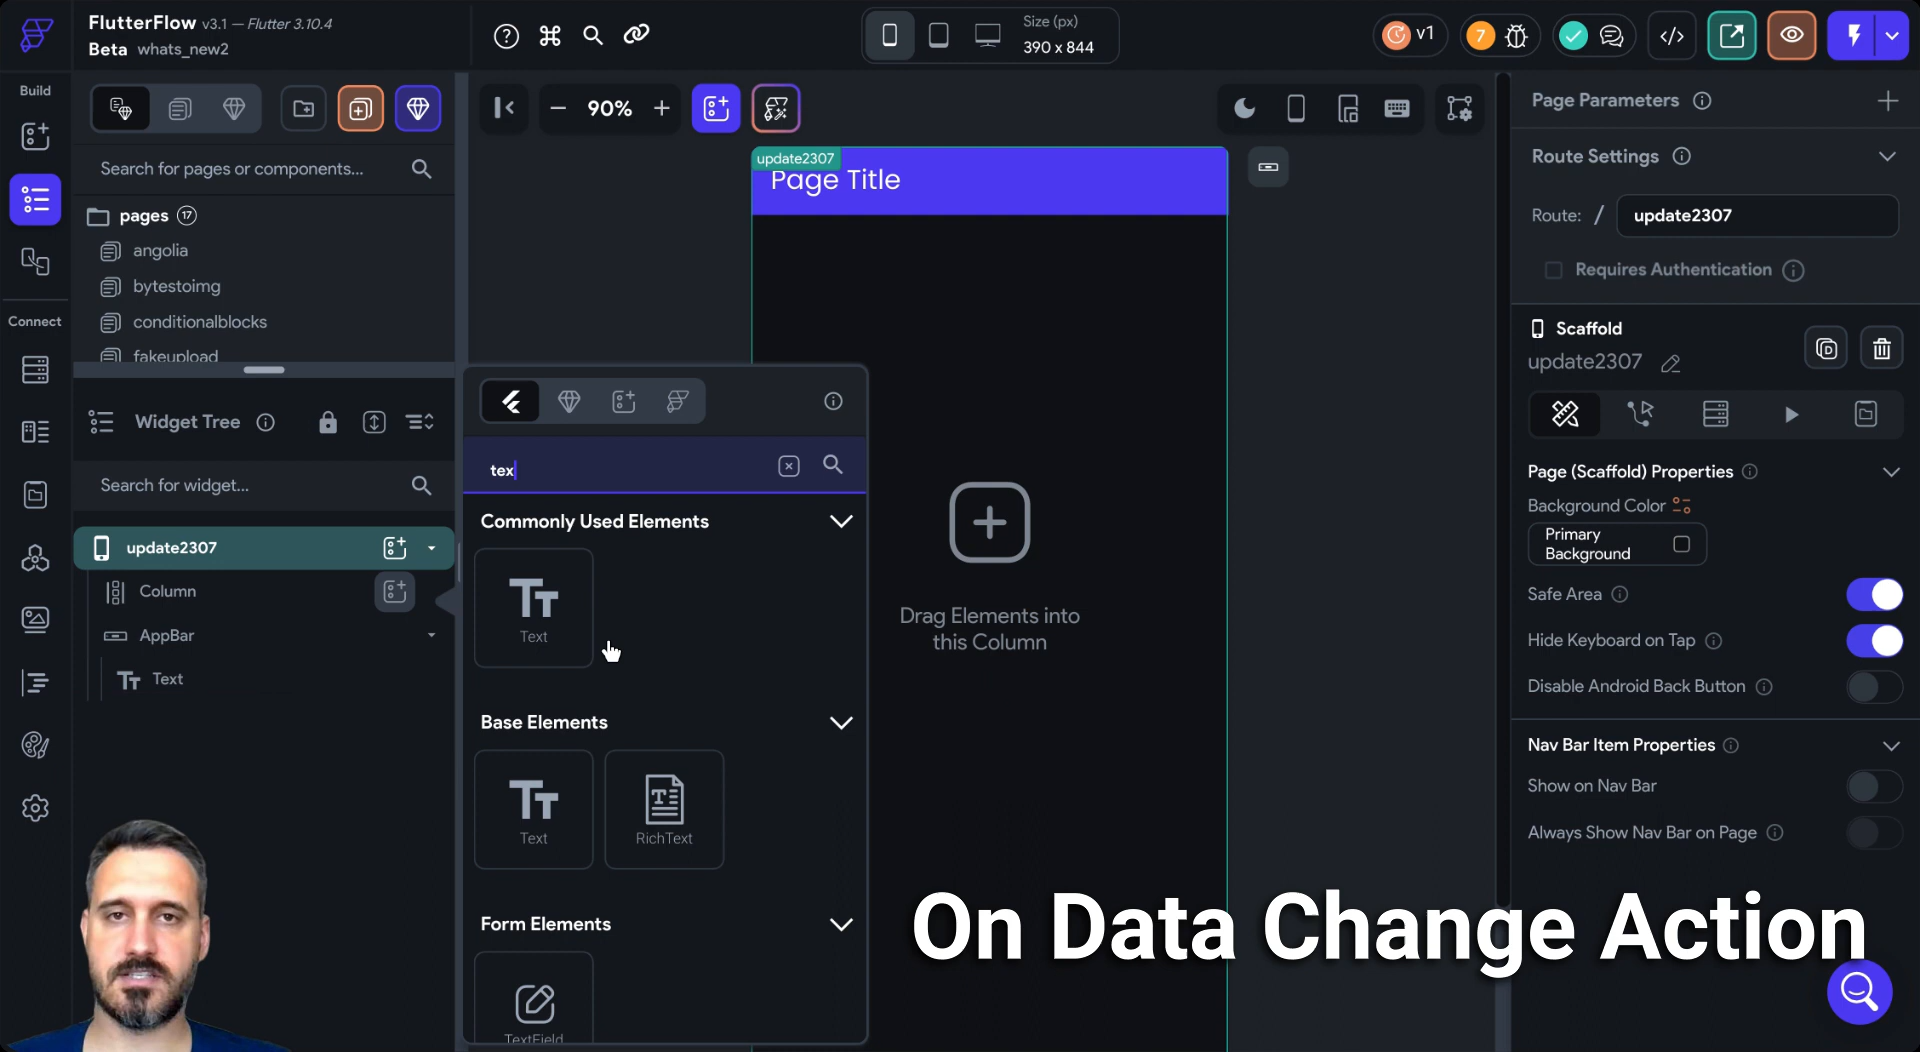 FlutterFlow v3.1 — Flutter 3.10.4
Beta whats_new2
Size (px)
390 x 844
v1
7
Build
Connect
90%
Search for pages or components...
pages 17
angolia
bytestoimg
conditionalblocks
fakeupload
Widget Tree
Search for widget...
update2307
Column
AppBar
Text
tex
Commonly Used Elements
Text
Base Elements
Text
RichText
Form Elements
TextField
update2307
Page Title
Drag Elements into
this Column
On Data Change Action
Page Parameters
Route Settings
Route: / update2307
Requires Authentication
Scaffold
update2307
Page (Scaffold) Properties
Background Color
Primary
Background
Safe Area
Hide Keyboard on Tap
Disable Android Back Button
Nav Bar Item Properties
Show on Nav Bar
Always Show Nav Bar on Page